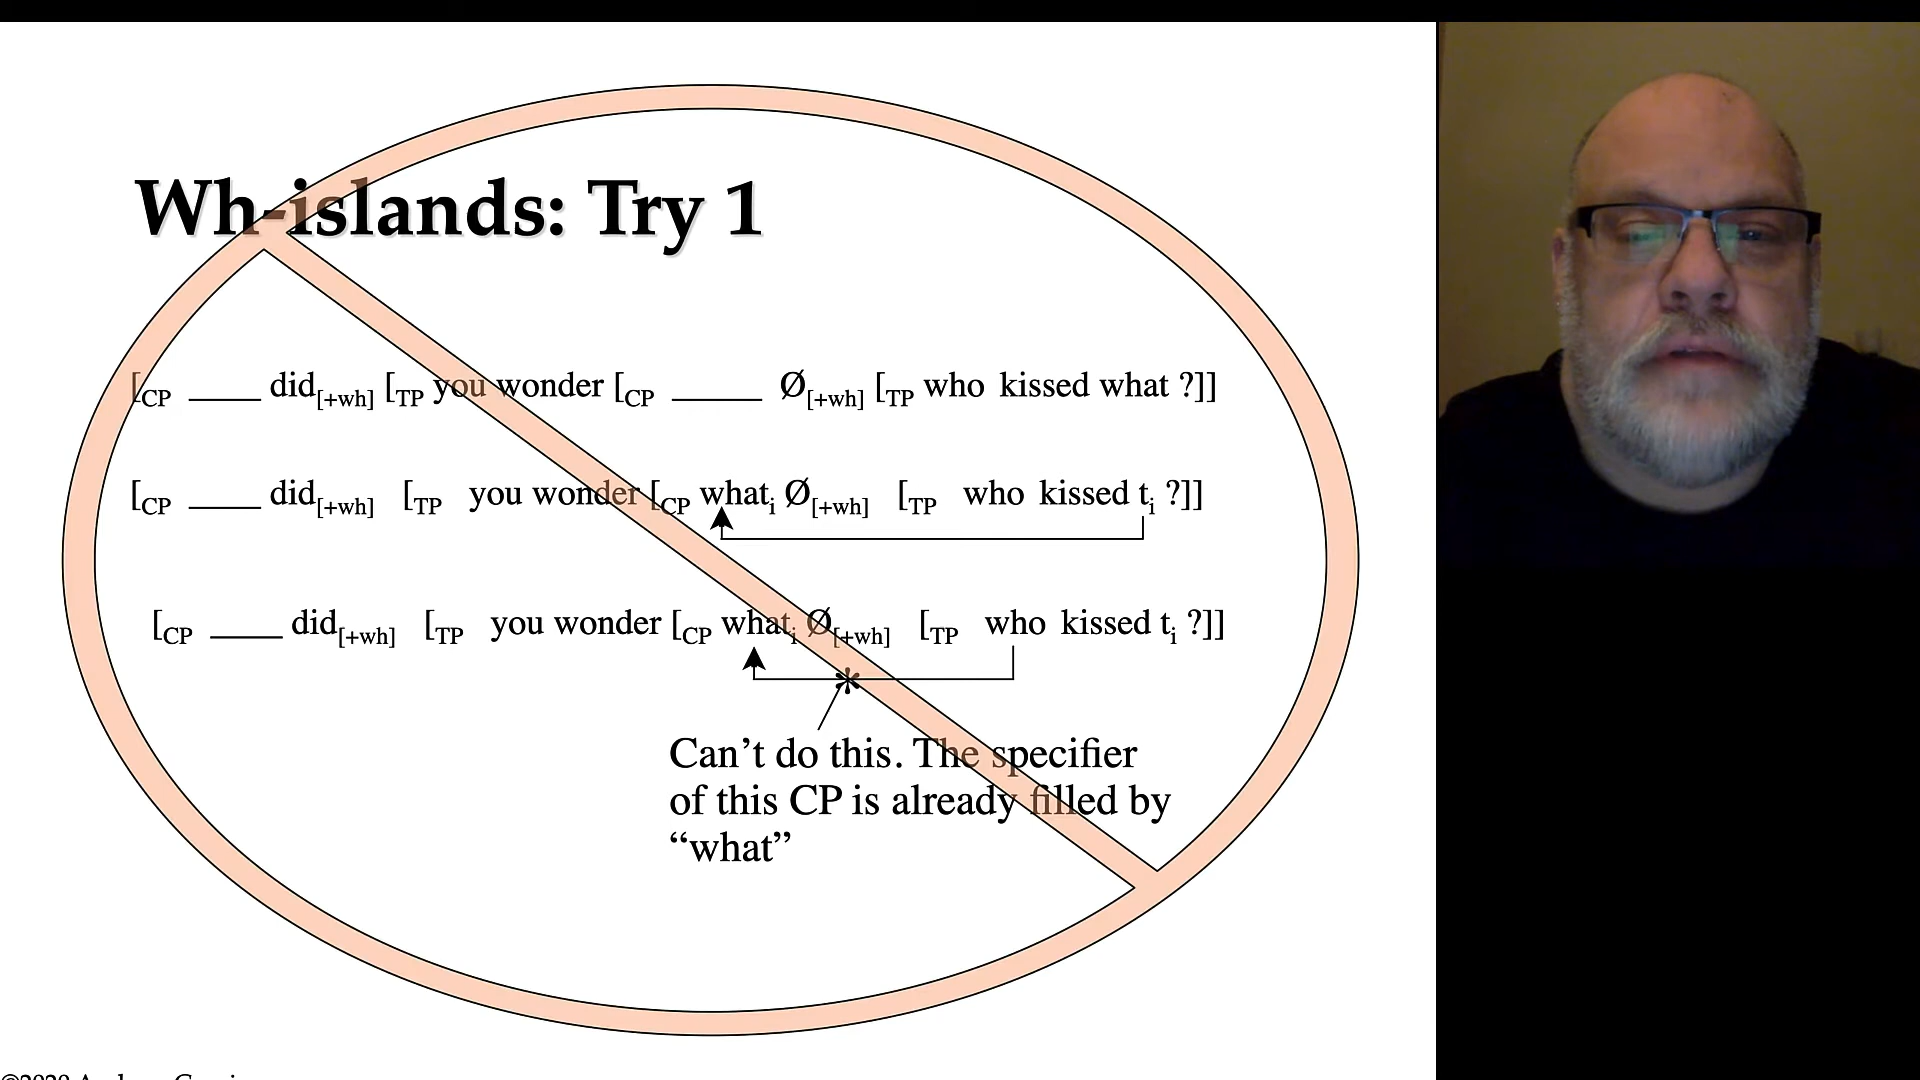 Wh-islands: Try 1
[CP ____ did[+wh] [TP you wonder [CP _____ Ø[+wh] [TP who kissed what ?]]
[CP ____ did[+wh] [TP you wonder [CP whati Ø[+wh] [TP who kissed ti ?]]
[CP ____ did[+wh] [TP you wonder [CP whati Ø[+wh] [TP who kissed ti ?]]
*
Can’t do this. The specifier
of this CP is already filled by
“what”
©2020